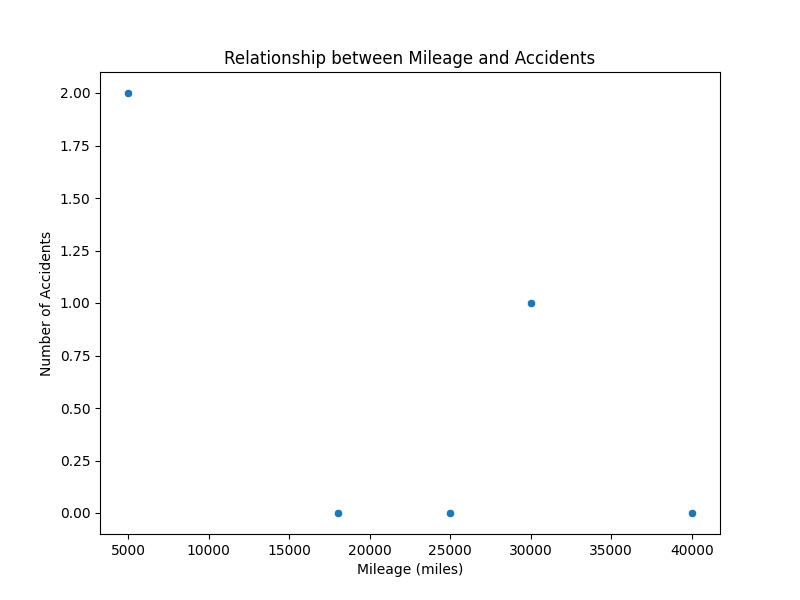 Relationship between Mileage and Accidents
2.00
1.75
1.50
1.25
1.00
0.75
0.50
0.25
0.00
Number of Accidents
5000 10000 15000 20000 25000 30000 35000 40000
Mileage (miles)